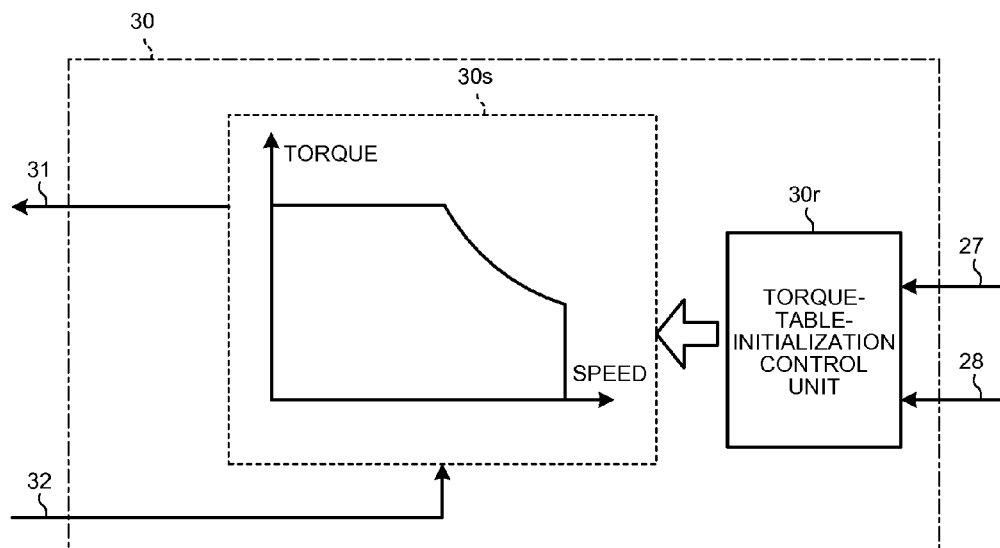 30
30s
TORQUE
31
30r
27
TORQUE-
TABLE-
INITIALIZATION
CONTROL
UNIT
SPEED
28
32